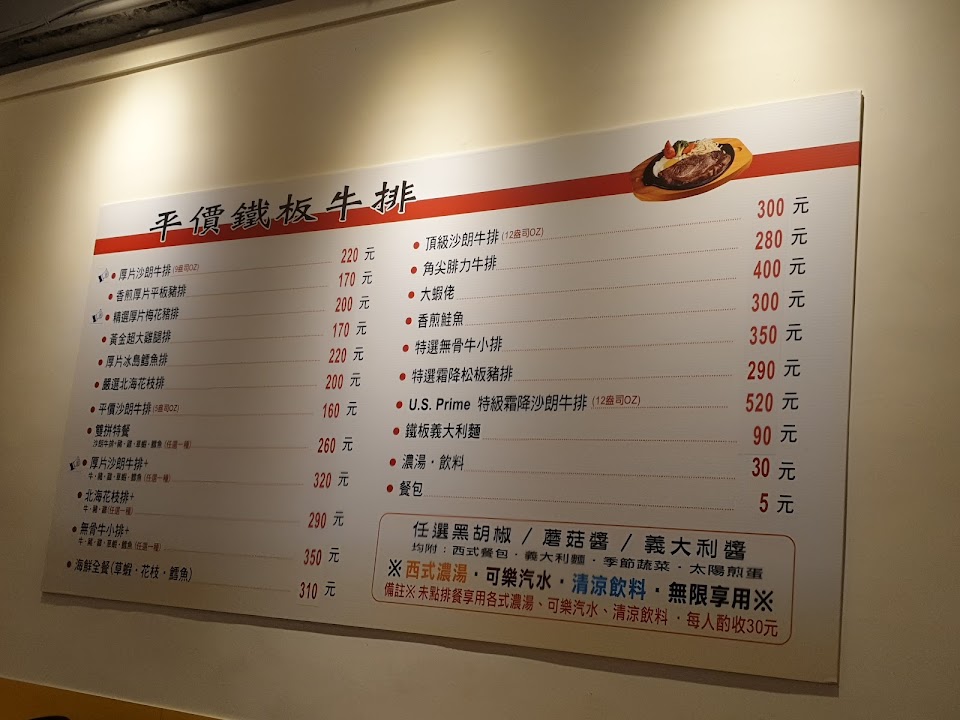 平價鐵板牛排
厚片沙朗牛排(9盎司OZ) 220 元
香煎厚片平板豬排 170 元
精選厚片梅花豬排 200 元
黃金超大雞腿排 170 元
厚片冰島鱈魚排 220 元
嚴選北海花枝排 200 元
平價沙朗牛排(5盎司OZ) 160 元
雙拼特餐 260 元
沙朗牛排+豬·雞·草蝦·鱈魚(任選一種)
厚片沙朗牛排+ 320 元
牛·豬·雞·草蝦·鱈魚(任選一種)
北海花枝排+ 290 元
牛·豬·雞(任選一種)
無骨牛小排+ 350 元
牛·豬·雞·草蝦·鱈魚(任選一種)
海鮮全餐(草蝦·花枝·鱈魚) 310 元
頂級沙朗牛排(12盎司OZ) 300 元
角尖腓力牛排 280 元
大蝦佬 400 元
香煎鮭魚 300 元
特選無骨牛小排 350 元
特選霜降松板豬排 290 元
U.S. Prime 特級霜降沙朗牛排(12盎司OZ) 520 元
鐵板義大利麵 90 元
濃湯·飲料 30 元
餐包 5 元
任選黑胡椒 / 蘑菇醬 / 義大利醬
均附：西式餐包·義大利麵·季節蔬菜·太陽煎蛋
※西式濃湯·可樂汽水·清涼飲料·無限享用※
備註※未點排餐享用各式濃湯、可樂汽水、清涼飲料·每人酌收30元